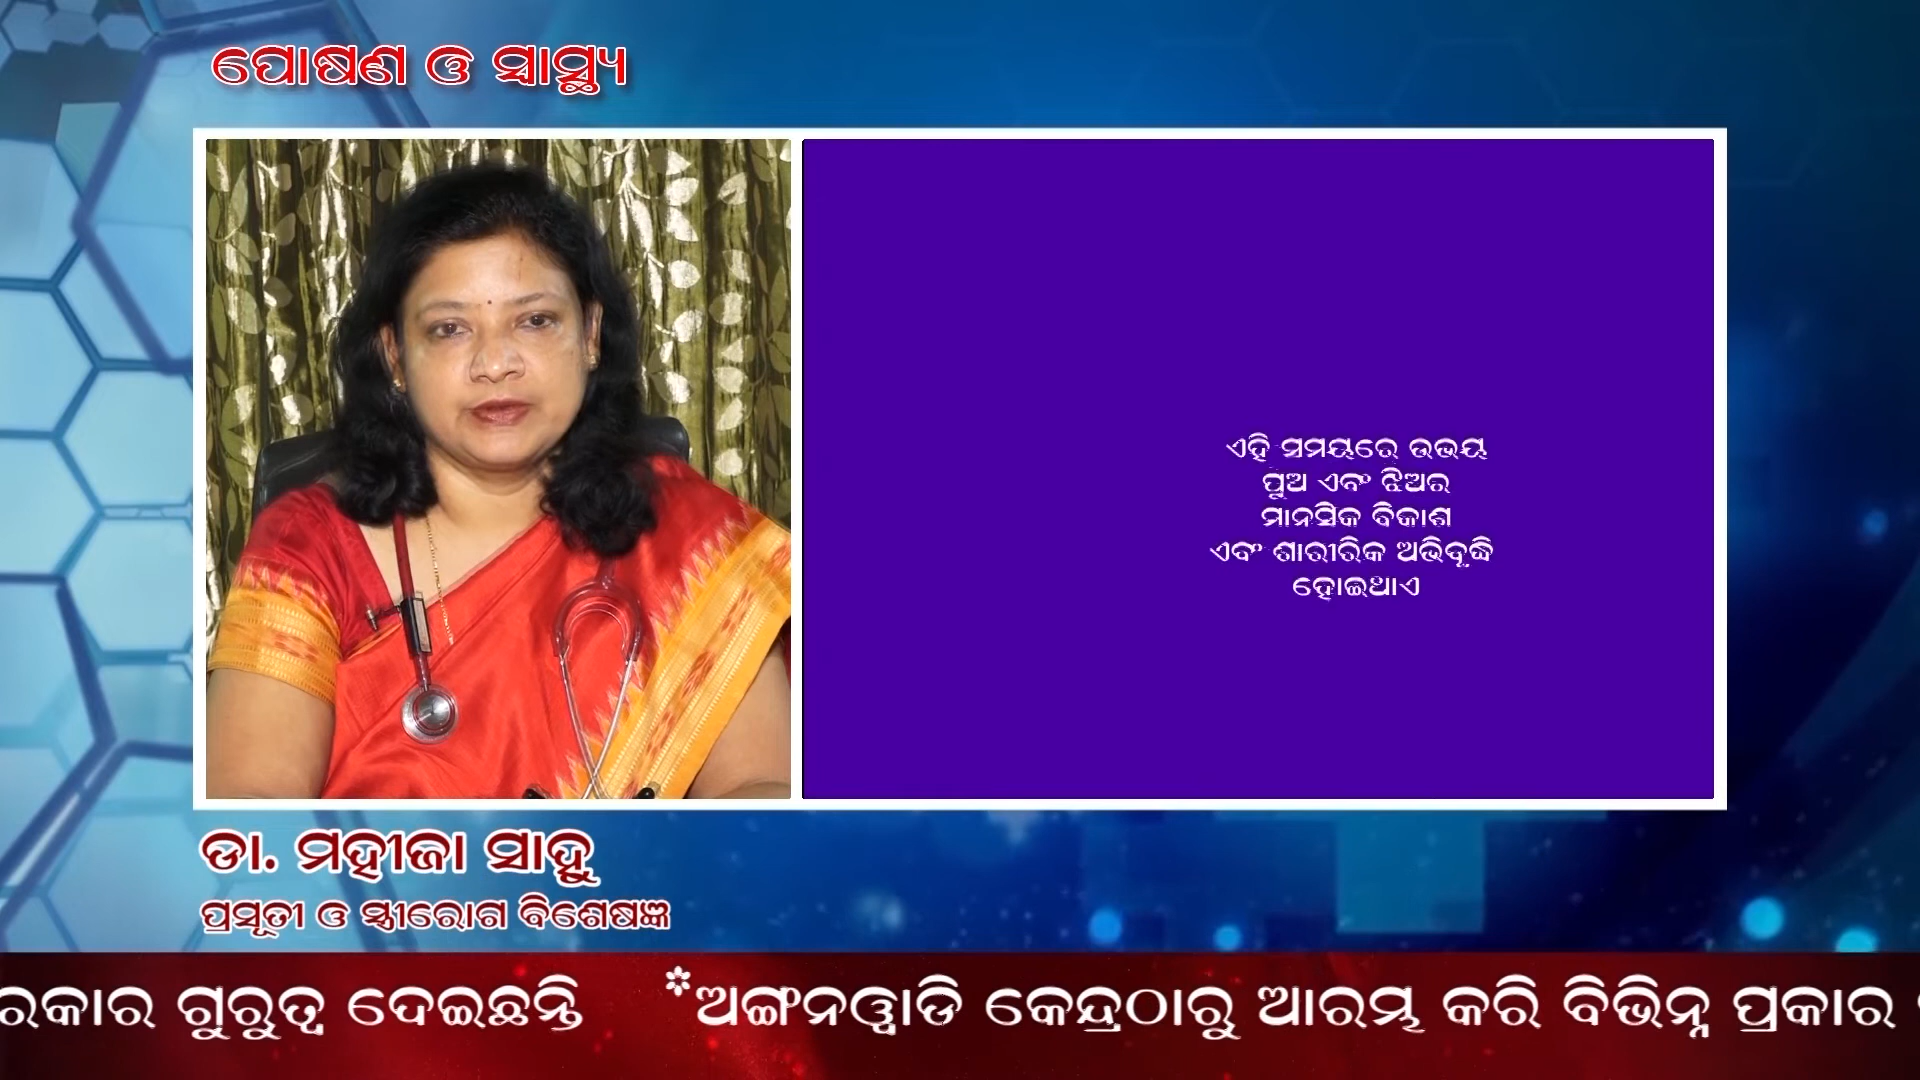 ପୋଷଣ ଓ ସ୍ୱାସ୍ଥ୍ୟ
ଏହି ସମୟରେ ଉଭୟ
ପୁଅ ଏବଂ ଝିଅର
ମାନସିକ ବିକାଶ
ଏବଂ ଶାରୀରିକ ଅଭିବୃଦ୍ଧି
ହୋଇଥାଏ
ଡା. ମହୀଜା ସାହୁ
ପ୍ରସୂତୀ ଓ ସ୍ତ୍ରୀରୋଗ ବିଶେଷଜ୍ଞ
ରକାର ଗୁରୁତ୍ୱ ଦେଇଛନ୍ତି *ଅଙ୍ଗନୱାଡି କେନ୍ଦ୍ରଠାରୁ ଆରମ୍ଭ କରି ବିଭିନ୍ନ ପ୍ରକାର